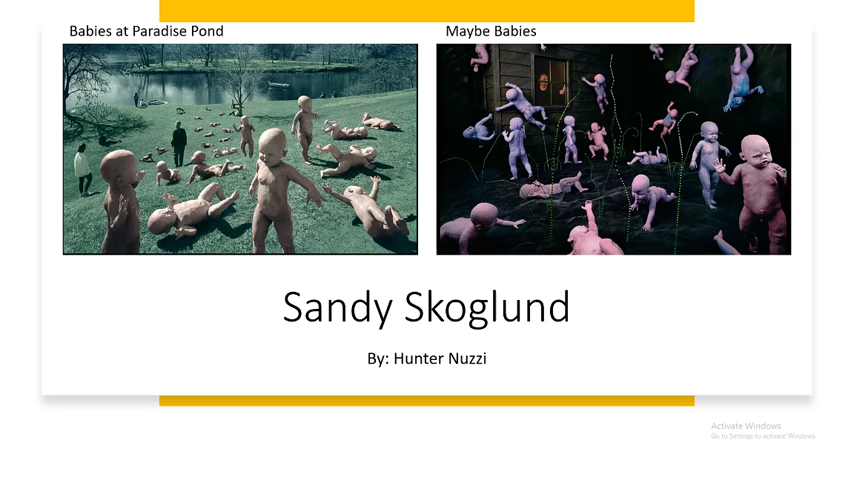 Babies at Paradise Pond
Maybe Babies
Sandy Skoglund
By: Hunter Nuzzi
Activate Windows
Go to Settings to activate Windows.